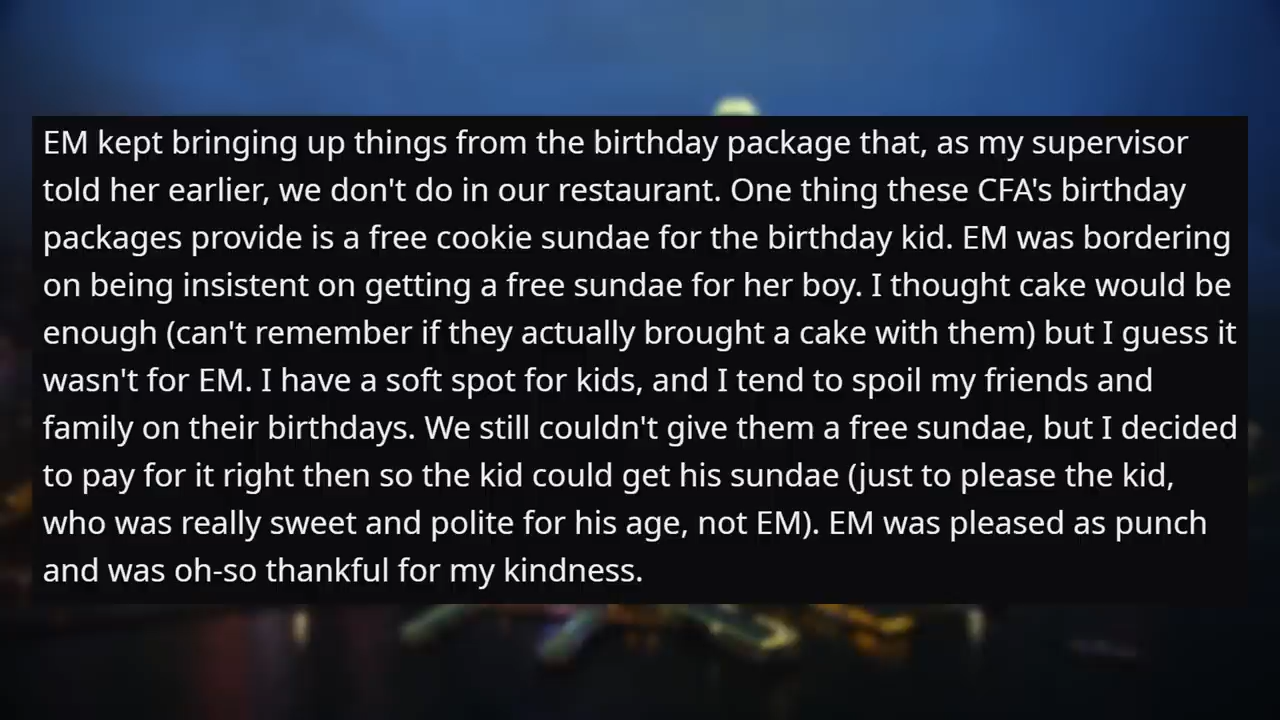 EM kept bringing up things from the birthday package that, as my supervisor
told her earlier, we don't do in our restaurant. One thing these CFA's birthday
packages provide is a free cookie sundae for the birthday kid. EM was bordering
on being insistent on getting a free sundae for her boy. I thought cake would be
enough (can't remember if they actually brought a cake with them) but I guess it
wasn't for EM. I have a soft spot for kids, and I tend to spoil my friends and
family on their birthdays. We still couldn't give them a free sundae, but I decided
to pay for it right then so the kid could get his sundae (just to please the kid,
who was really sweet and polite for his age, not EM). EM was pleased as punch
and was oh-so thankful for my kindness.